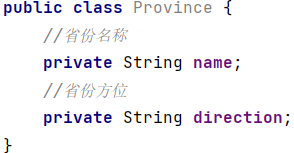 public class Province {
    //省份名称
    private String name;
    //省份方位
    private String direction;
}